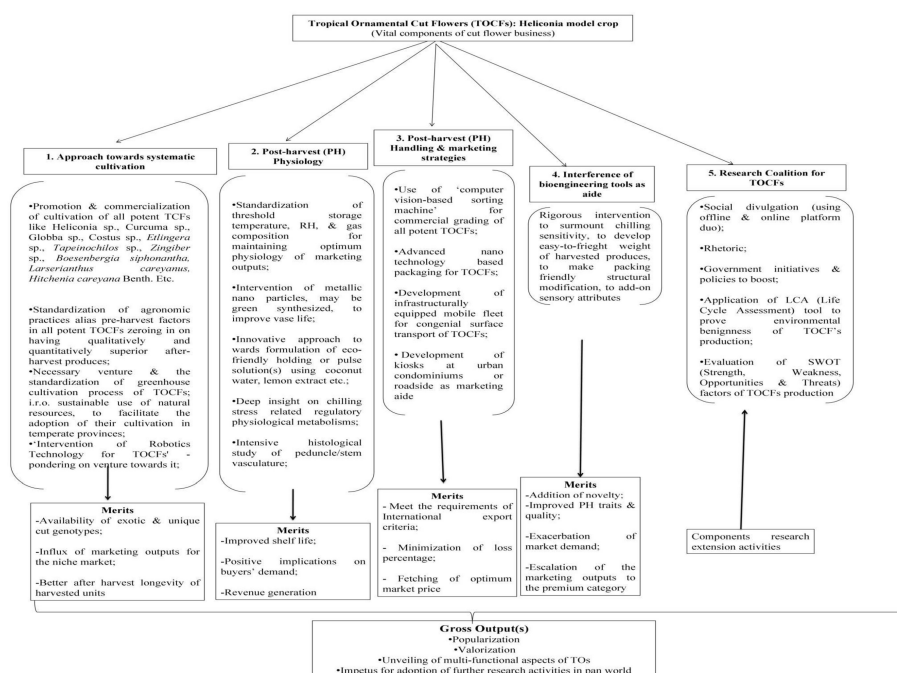 Tropical Ornamental Cut Flowers (TOCFs): Heliconia model crop
(Vital components of cut flower business)
1. Approach towards systematic
cultivation
•Promotion & commercialization
of cultivation of all potent TCFs
like Heliconia sp., Curcuma sp.,
Globba sp., Costus sp., Etlingera
sp., Tapeinochilos sp., Zingiber
sp., Boesenbergia siphonantha,
Larserianthus careyanus,
Hitchenia careyana Benth. Etc.
•Standardization of agronomic
practices alias pre-harvest factors
in all potent TOCFs zeroing in on
having qualitatively and
quantitatively superior after-
harvest produces;
•Necessary venture & the
standardization of greenhouse
cultivation process of TOCFs;
i.r.o. sustainable use of natural
resources, to facilitate the
adoption of their cultivation in
temperate provinces;
•'Intervention of Robotics
Technology for TOCFs' -
pondering on venture towards it;
Merits
-Availability of exotic & unique
cut genotypes;
-Influx of marketing outputs for
the niche market;
-Better after harvest longevity of
harvested units
2. Post-harvest (PH)
Physiology
•Standardization of
threshold storage
temperature, RH, & gas
composition for
maintaining optimum
physiology of marketing
outputs;
•Intervention of metallic
nano particles, may be
green synthesized, to
improve vase life;
•Innovative approach to
wards formulation of eco-
friendly holding or pulse
solution(s) using coconut
water, lemon extract etc.;
•Deep insight on chilling
stress related regulatory
physiological metabolisms;
•Intensive histological
study of peduncle/stem
vasculature;
Merits
-Improved shelf life;
-Positive implications on
buyers' demand;
-Revenue generation
3. Post-harvest (PH)
Handling & marketing
strategies
•Use of 'computer
vision-based sorting
machine' for
commercial grading of
all potent TOCFs;
•Advanced nano
technology based
packaging for TOCFs;
•Development of
infrastructurally
equipped mobile fleet
for congenial surface
transport of TOCFs;
•Development of
kiosks at urban
condominiums or
roadside as marketing
aide
Merits
- Meet the requirements of
International export
criteria;
- Minimization of loss
percentage;
- Fetching of optimum
market price
4. Interference of
bioengineering tools as
aide
Rigorous intervention
to surmount chilling
sensitivity, to develop
easy-to-frieght weight
of harvested produces,
to make packing
friendly structural
modification, to add-on
sensory attributes
Merits
-Addition of novelty;
-Improved PH traits &
quality;
-Exacerbation of
market demand;
-Escalation of the
marketing outputs to
the premium category
5. Research Coalition for
TOCFs
•Social divulgation (using
offline & online platform
duo);
•Rhetoric;
•Government initiatives &
policies to boost;
•Application of LCA (Life
Cycle Assessment) tool to
prove environmental
benignness of TOCF's
production;
•Evaluation of SWOT
(Strength, Weakness,
Opportunities & Threats)
factors of TOCFs production
Components research
extension activities
Gross Output(s)
•Popularization
•Valorization
•Unveiling of multi-functional aspects of TOs
•Impetus for adoption of further research activities in pan world